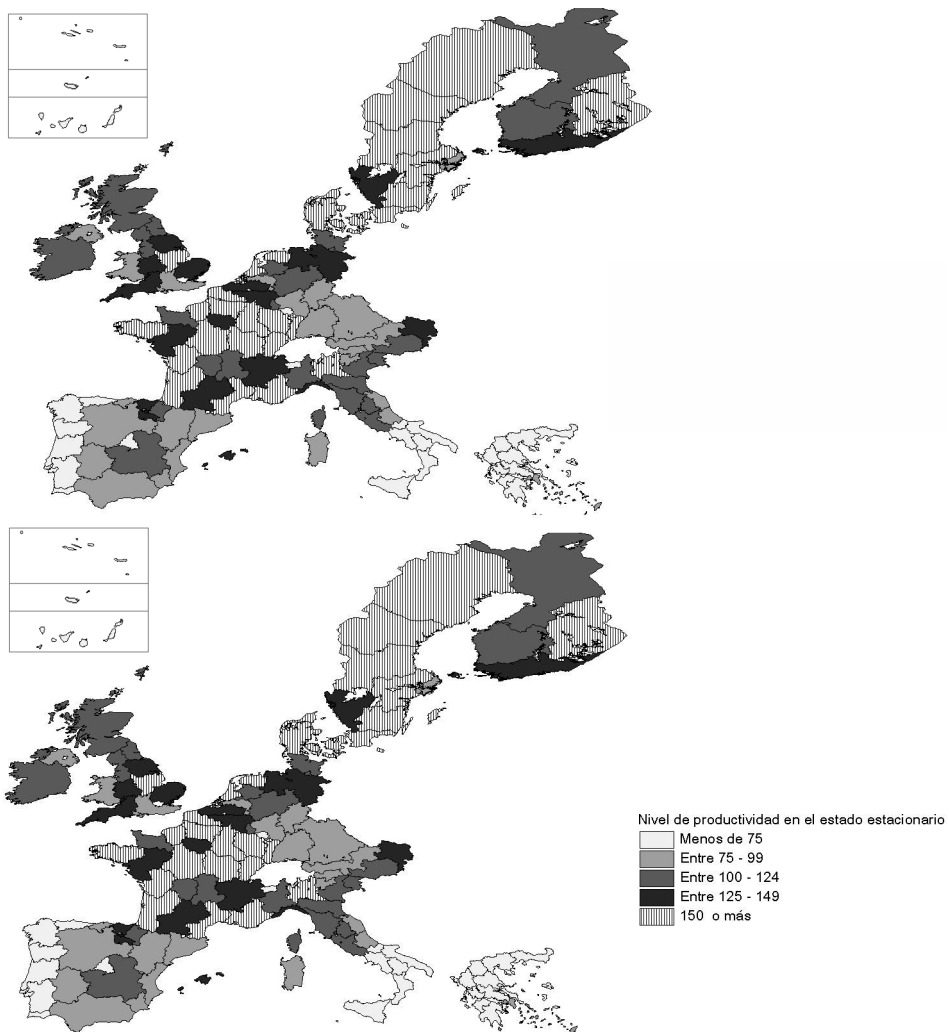 Nivel de productividad en el estado estacionario
Menos de 75
Entre 75 - 99
Entre 100 - 124
Entre 125 - 149
150 o más